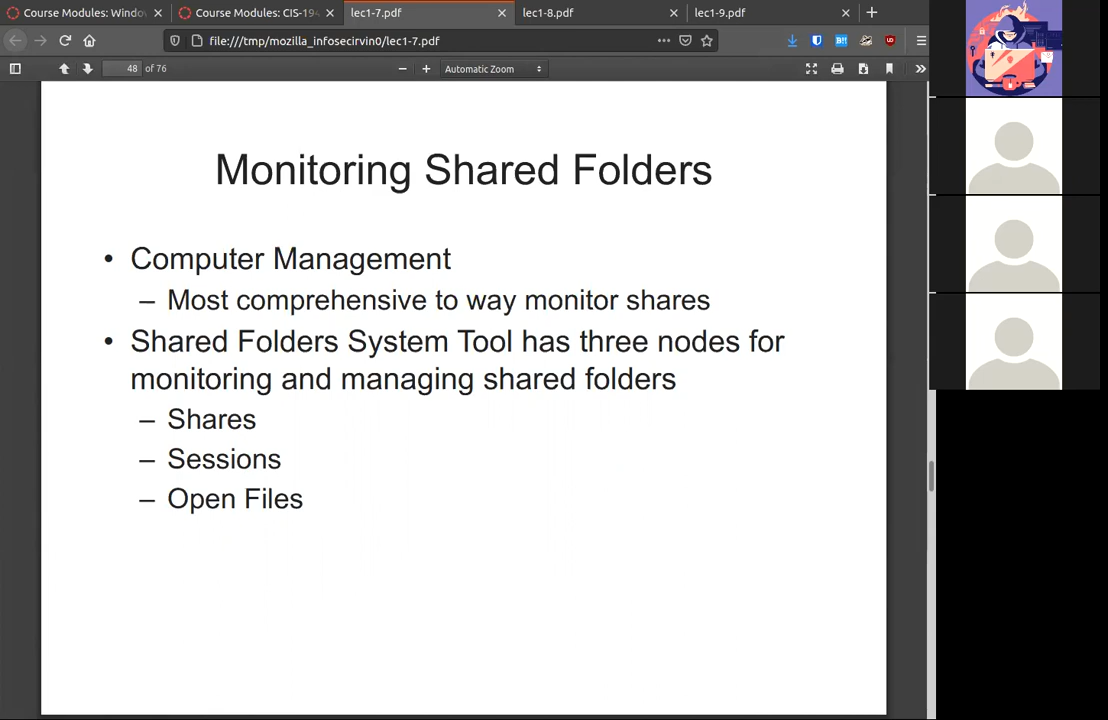 Course Modules: Windo
Course Modules: CIS-194
lec1-7.pdf
lec1-8.pdf
lec1-9.pdf
file:///tmp/mozilla_infosecirvin0/lec1-7.pdf
48 of 76
Automatic Zoom
Monitoring Shared Folders
• Computer Management
– Most comprehensive to way monitor shares
• Shared Folders System Tool has three nodes for
monitoring and managing shared folders
– Shares
– Sessions
– Open Files